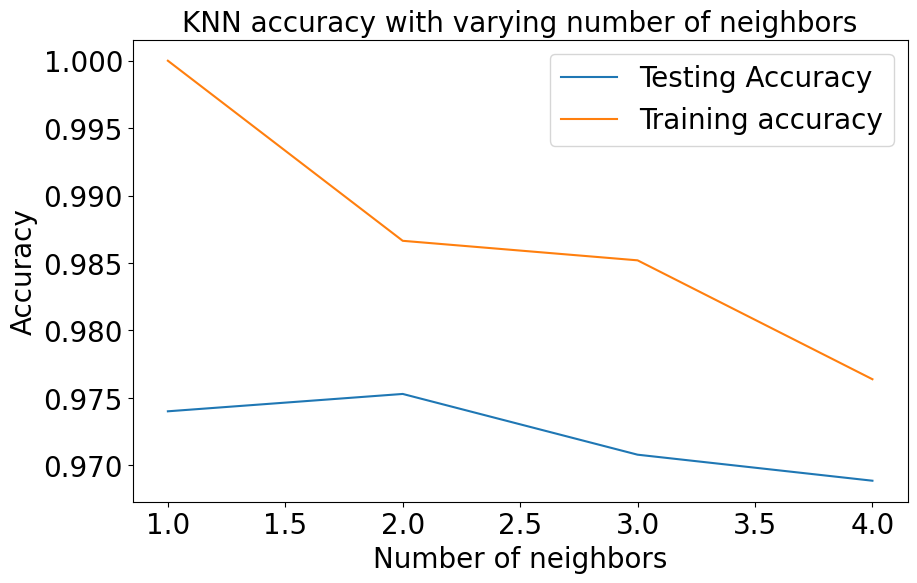 KNN accuracy with varying number of neighbors
Testing Accuracy
Training accuracy
Accuracy
1.000
0.995
0.990
0.985
0.980
0.975
0.970
1.0 1.5 2.0 2.5 3.0 3.5 4.0
Number of neighbors